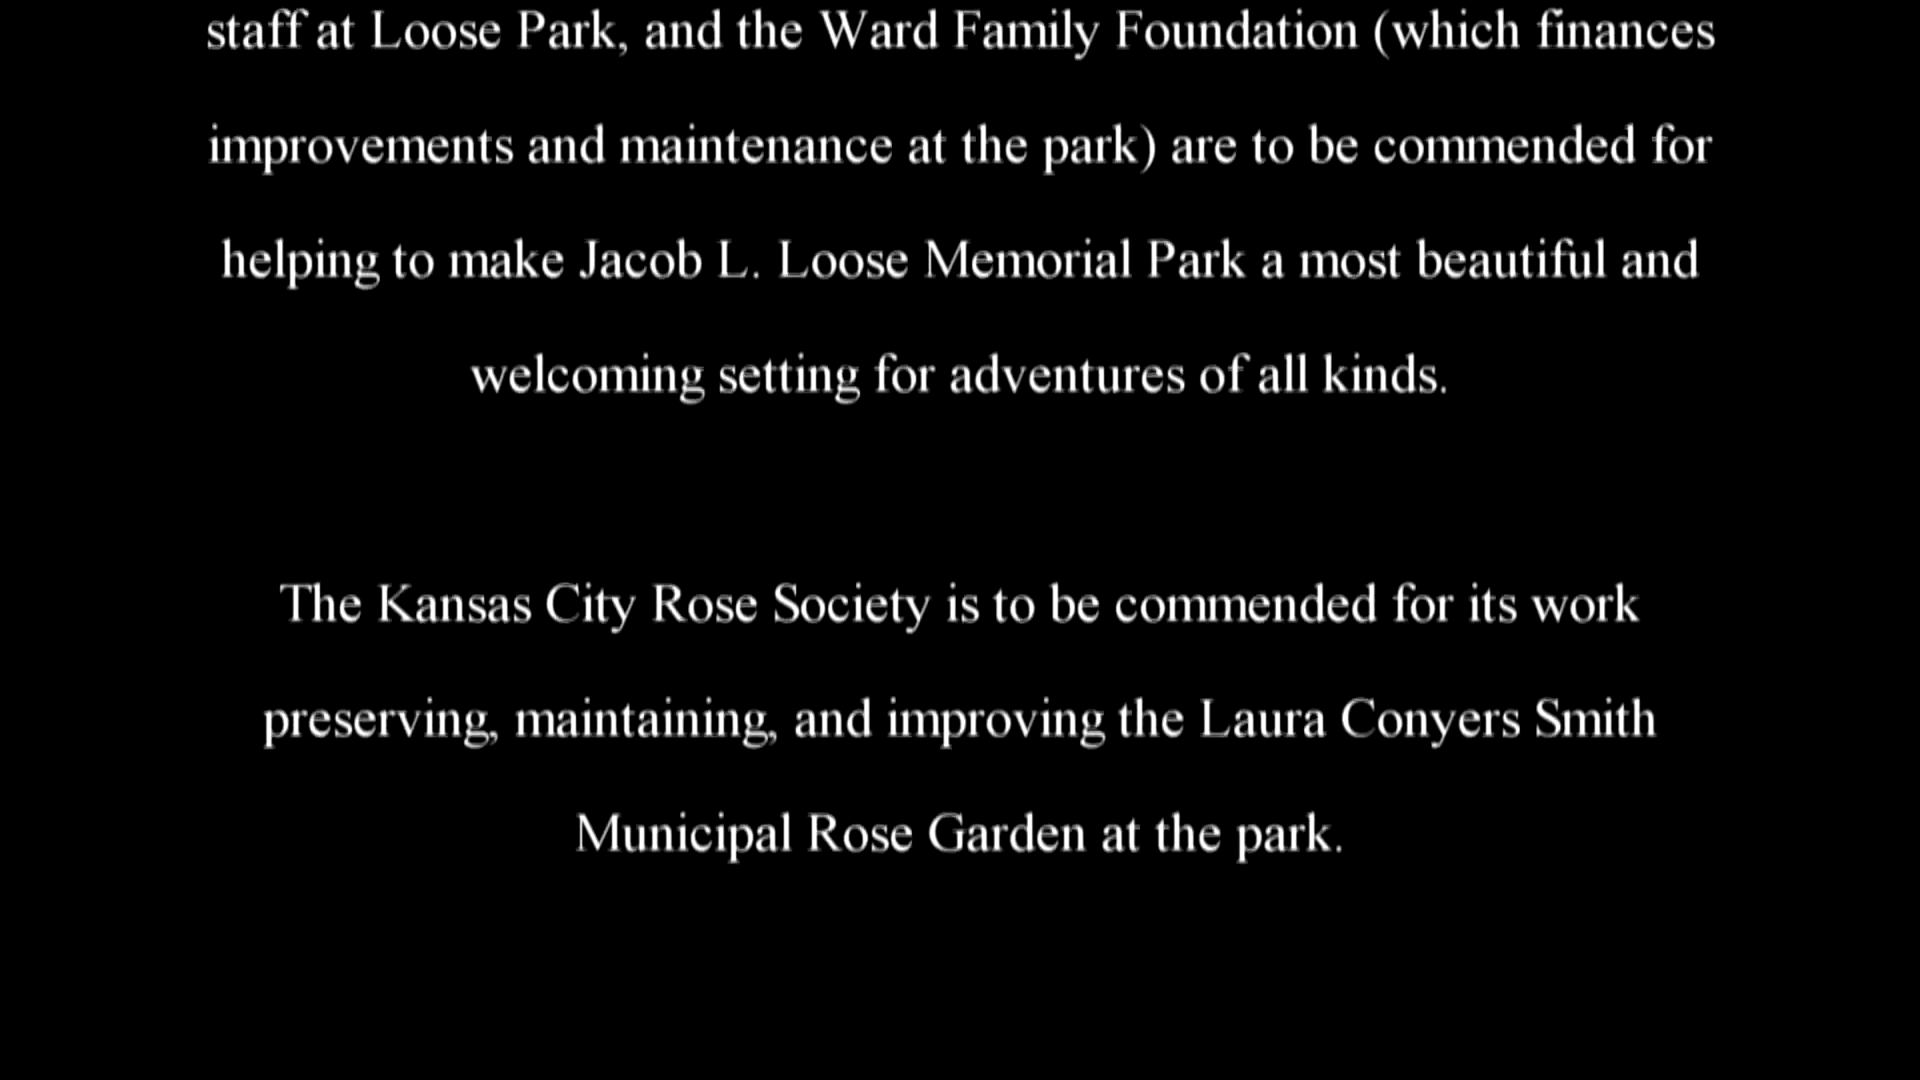 staff at Loose Park, and the Ward Family Foundation (which finances
improvements and maintenance at the park) are to be commended for
helping to make Jacob L. Loose Memorial Park a most beautiful and
welcoming setting for adventures of all kinds.
The Kansas City Rose Society is to be commended for its work
preserving, maintaining, and improving the Laura Conyers Smith
Municipal Rose Garden at the park.